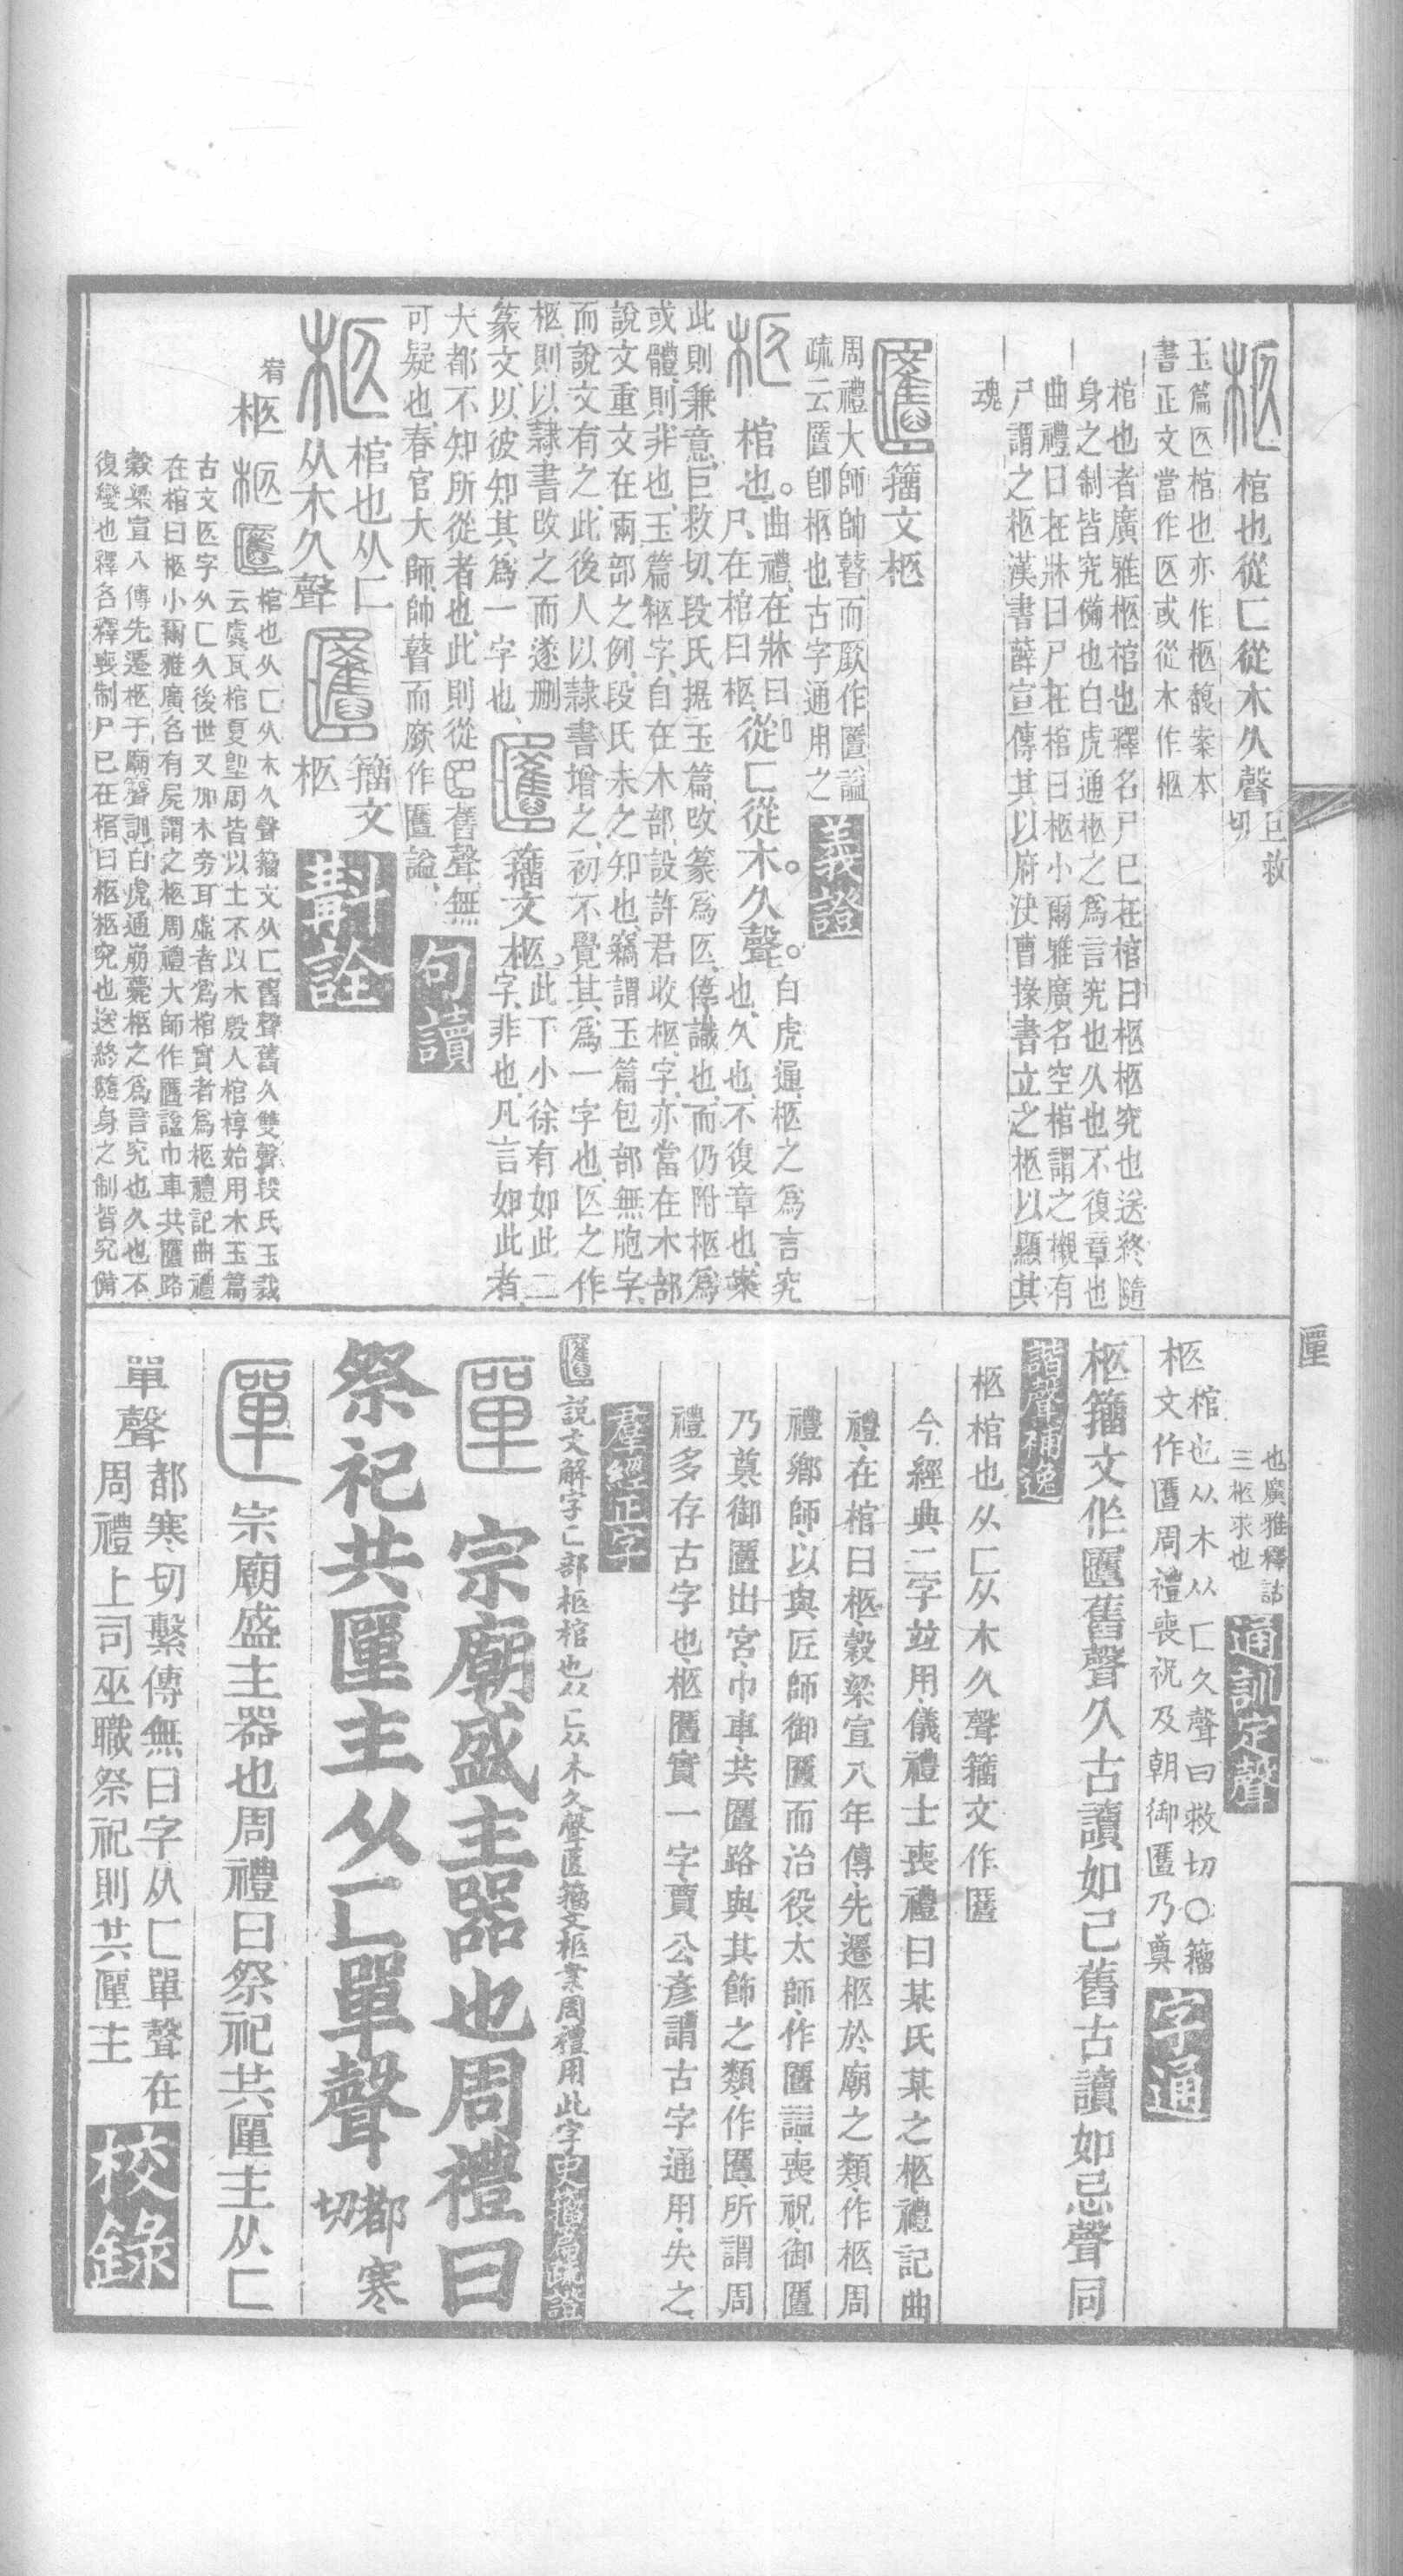 柩 棺也從匚從木久聲巨救切
玉篇匛棺也亦作柩馥案本
書正文當作匛或從木作柩
棺也者廣雅柩棺也釋名尸已在棺曰柩柩究也送終隨
身之制皆究備也白虎通柩之爲言究也久也不復章也
曲禮曰在牀曰尸在棺曰柩小爾雅廣名空棺謂之櫬有
尸謂之柩漢書薛宣傳其以府決曹掾書立之柩以顯其
魂
匶 籀文柩
周禮大師帥瞽而廞作匶謚
疏云匶卽柩也古字通用之 義證
柩 棺也。曲禮、在牀曰尸、在棺曰柩、從匚從木。久聲。白虎通、柩之爲言究也、久也、不復章也、案
此則兼意、巨救切、段氏据玉篇、改篆爲匛、偉識也、而仍附柩爲
或體、則非也、玉篇柩字、自在木部、設許君收柩字、亦當在木部
說文重文在兩部之例、段氏未之知也、竊謂玉篇包部無胞字、
而說文有之、此後人以隸書增之、初不覺其爲一字也、匛之作
柩、則以隸書改之、而遂删
篆文、以彼知其爲一字也、匶 籀文柩。此下小徐有如此二字、非也、凡言如此者、
大都不知所從者也、此則從匚舊聲、無
可疑也、春官大師、帥瞽而廞作匶謚、 句讀
柩 棺也从匚从木久聲 匶 籀文柩 斠詮
宥
柩 柩 匶 棺也从匚从木久聲籀文从匚舊聲舊久雙聲段氏玉裁
云虞瓦棺夏堲周皆以土不以木殷人棺椁始用木玉篇
古文匛字从匚久後世又加木旁耳虛者爲棺實者爲柩禮記曲禮
在棺曰柩小爾雅廣名有屍謂之柩周禮大師作匶謚巾車共匶路
穀梁宣八傳先遷柩于廟聲訓白虎通崩薨柩之爲言究也久也不
復變也釋名釋喪制尸已在棺曰柩柩究也送終隨身之制皆究備
匰
也廣雅釋詁
三柩求也 通訓定聲
柩 棺也从木从匚久聲曰救切〇籀
文作匶周禮喪祝及朝御匶乃奠 字通
柩籀文作匶舊聲久古讀如己舊古讀如忌聲同
諧聲補逸
柩棺也从匚从木久聲籀文作匶
今經典二字竝用儀禮士喪禮曰某氏某之柩禮記曲
禮在棺曰柩穀梁宣八年傳先遷柩於廟之類作柩周
禮鄉師以與匠師御匶而治役太師作匶謚喪祝御匶
乃奠御匶出宮巾車共匶路與其飾之類作匶所謂周
禮多存古字也柩匶實一字賈公彥謂古字通用失之
羣經正字
匶 說文解字匚部柩棺也从匚从木久聲匶籀文柩案周禮用此字 史籀篇疏證
匰 宗廟盛主器也周禮曰
祭祀共匰主从匚單聲都寒切
匰 宗廟盛主器也周禮曰祭祀共匰主从匚
單聲 都寒切繫傳無曰字从匚單聲在
周禮上司巫職祭祀則共匰主 校錄